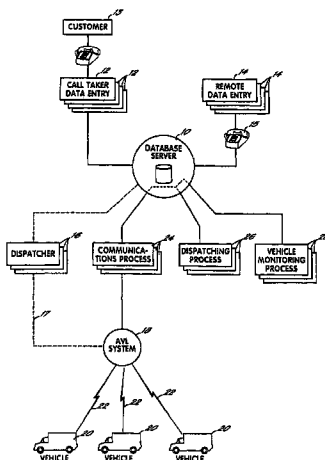 CUSTOMER 13
CALL TAKER
DATA ENTRY 12 12
REMOTE
DATA ENTRY 14 14
15
10
DATABASE
SERVER
DISPATCHER 16
COMMUNICA-
TIONS PROCESS 24
DISPATCHING
PROCESS 26
VEHICLE
MONITORING
PROCESS
17
AVL
SYSTEM 18
22 22 22
20 20 20
VEHICLE VEHICLE VEHICLE